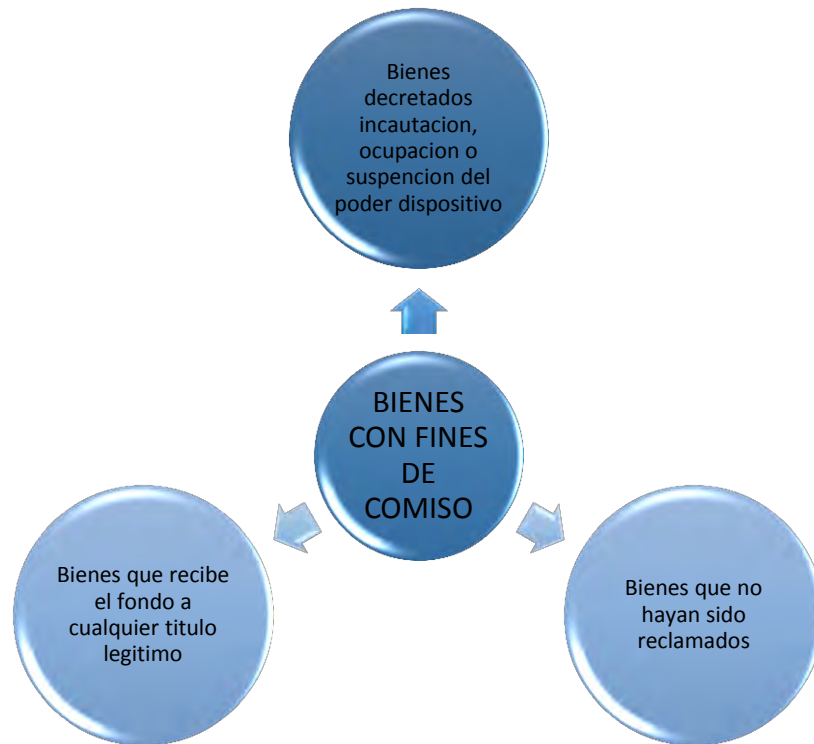 Bienes
decretados
incautacion,
ocupacion o
suspencion del
poder dispositivo
BIENES
CON FINES
DE
COMISO
Bienes que recibe
el fondo a
cualquier titulo
legitimo
Bienes que no
hayan sido
reclamados